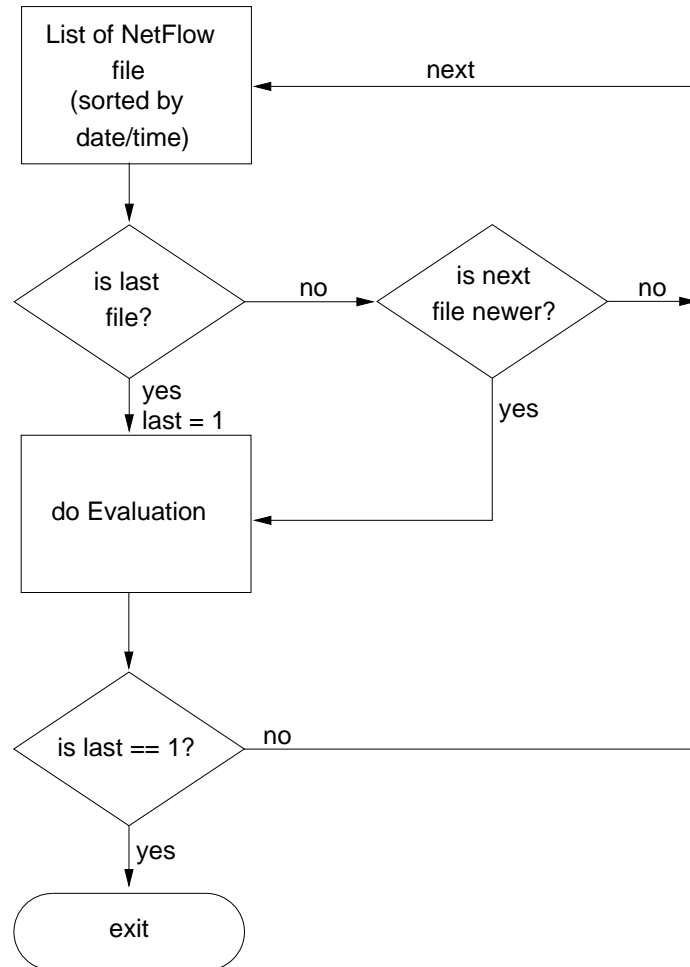 List of NetFlow
file
(sorted by
date/time)
next
is last
file?
no
is next
file newer?
no
yes
last = 1
yes
do Evaluation
is last == 1?
no
yes
exit